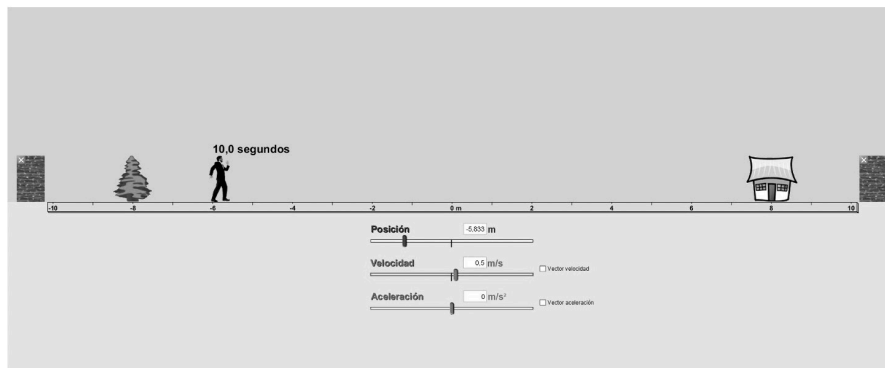 10,0 segundos
-10 -8 -6 -4 -2 0 m 2 4 6 8 10
Posición -5,833 m
Velocidad 0,5 m/s
Vector velocidad
Aceleración 0 m/s²
Vector aceleración